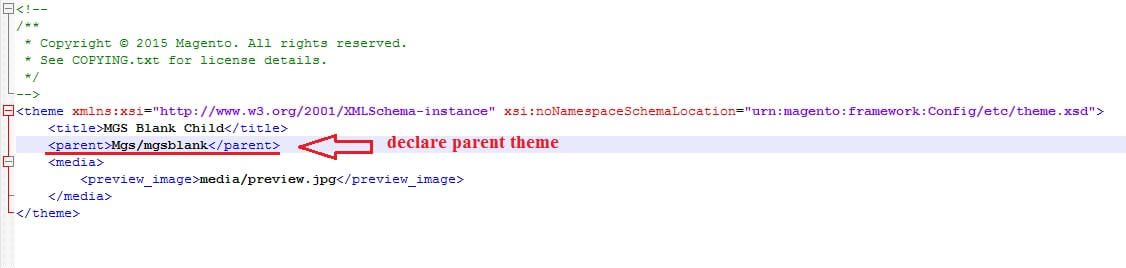 <!--
/**
 * Copyright © 2015 Magento. All rights reserved.
 * See COPYING.txt for license details.
 */
-->
<theme xmlns:xsi="http://www.w3.org/2001/XMLSchema-instance" xsi:noNamespaceSchemaLocation="urn:magento:framework:Config/etc/theme.xsd">
    <title>MGS Blank Child</title>
    <parent>Mgs/mgsblank</parent> declare parent theme
    <media>
        <preview_image>media/preview.jpg</preview_image>
    </media>
</theme>